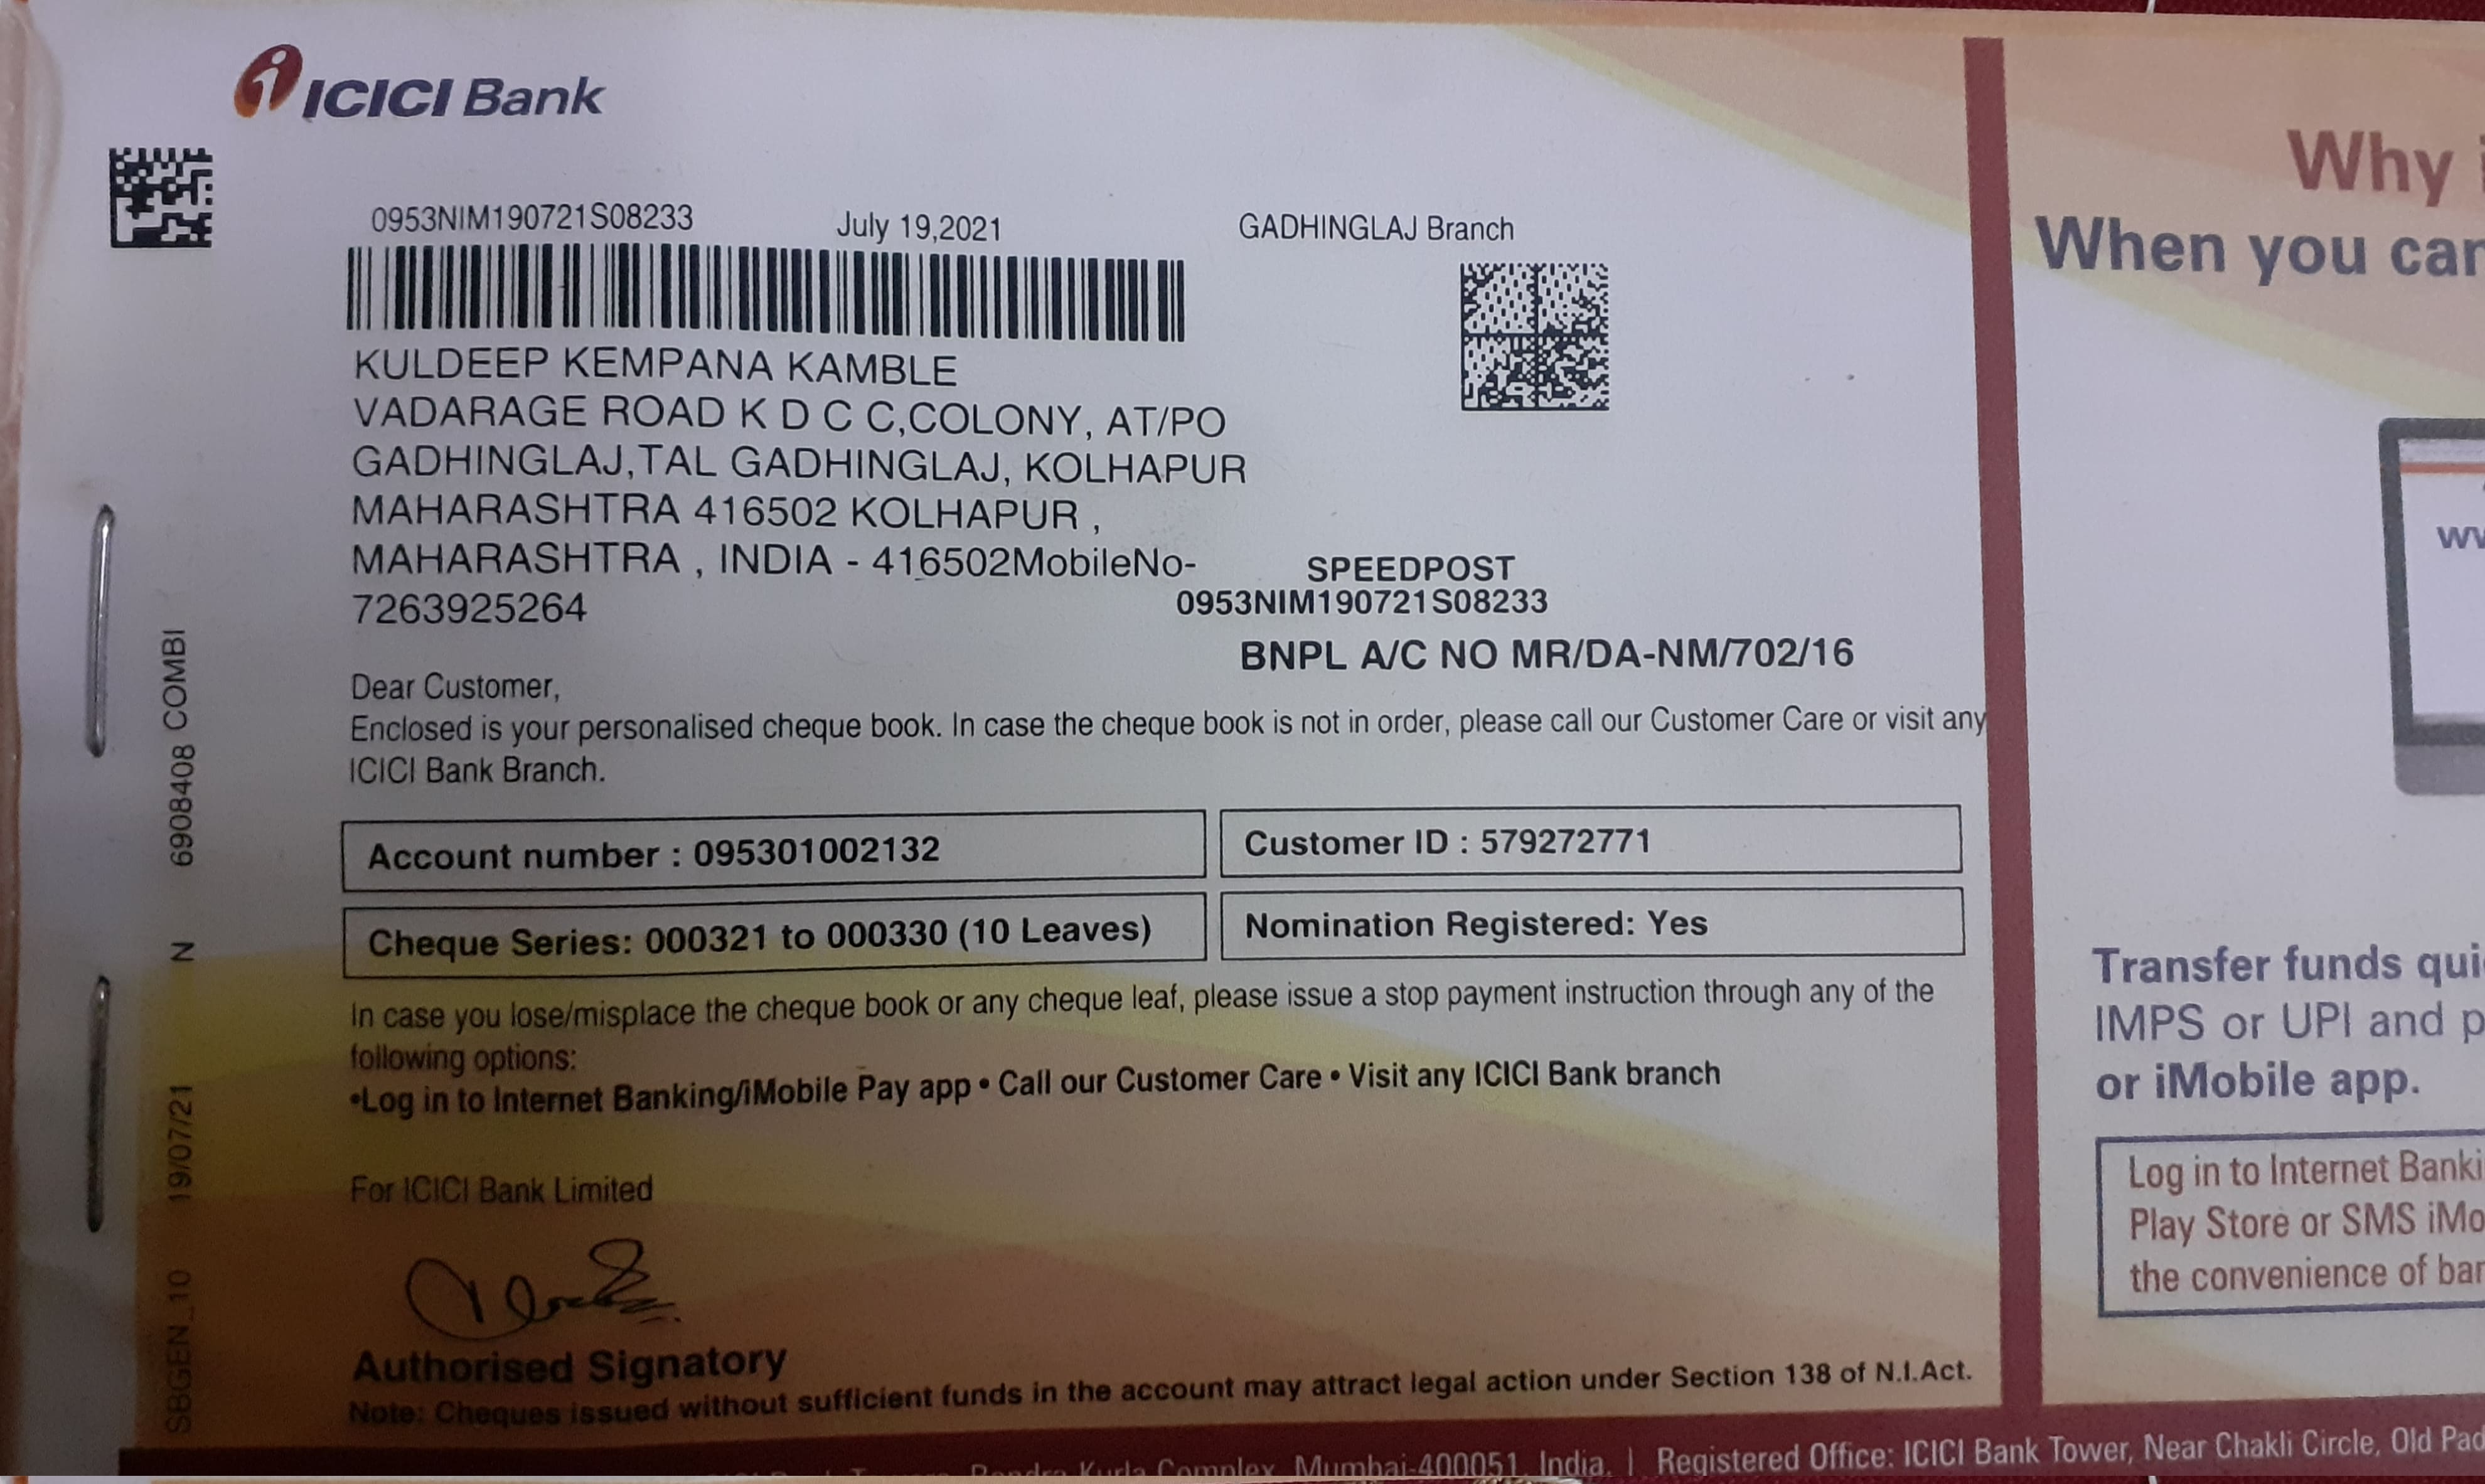 ICICI Bank
0953NIM190721S08233 July 19,2021 GADHINGLAJ Branch
KULDEEP KEMPANA KAMBLE
VADARAGE ROAD K D C C,COLONY, AT/PO
GADHINGLAJ,TAL GADHINGLAJ, KOLHAPUR
MAHARASHTRA 416502 KOLHAPUR ,
MAHARASHTRA , INDIA - 416502MobileNo-
7263925264
SPEEDPOST
0953NIM190721S08233
BNPL A/C NO MR/DA-NM/702/16
Dear Customer,
Enclosed is your personalised cheque book. In case the cheque book is not in order, please call our Customer Care or visit any
ICICI Bank Branch.
Account number : 095301002132
Customer ID : 579272771
Cheque Series: 000321 to 000330 (10 Leaves)
Nomination Registered: Yes
In case you lose/misplace the cheque book or any cheque leaf, please issue a stop payment instruction through any of the
following options:
•Log in to Internet Banking/iMobile Pay app • Call our Customer Care • Visit any ICICI Bank branch
For ICICI Bank Limited
Authorised Signatory
Note: Cheques issued without sufficient funds in the account may attract legal action under Section 138 of N.I.Act.
SBGEN_10 19/07/21 N 6908408 COMBI
Why
When you can
Transfer funds qui
IMPS or UPI and p
or iMobile app.
Log in to Internet Banki
Play Store or SMS iMo
the convenience of ban
Bandra Kurla Complex, Mumbai-400051, India. | Registered Office: ICICI Bank Tower, Near Chakli Circle, Old Pad